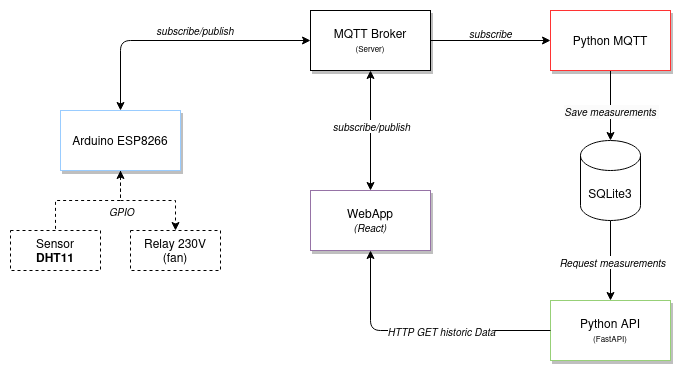 subscribe/publish
MQTT Broker
(Server)
subscribe
Python MQTT
Save measurements
Arduino ESP8266
subscribe/publish
GPIO
SQLite3
WebApp
(React)
Sensor
DHT11
Relay 230V
(fan)
Request measurements
HTTP GET historic Data
Python API
(FastAPI)